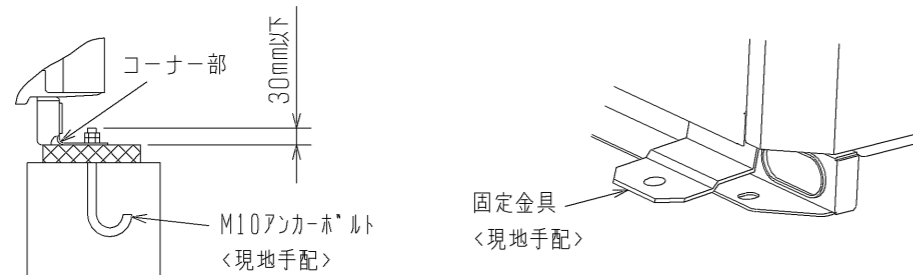 コーナー部
30mm以下
M10アンカーボルト
<現地手配>
固定金具
<現地手配>